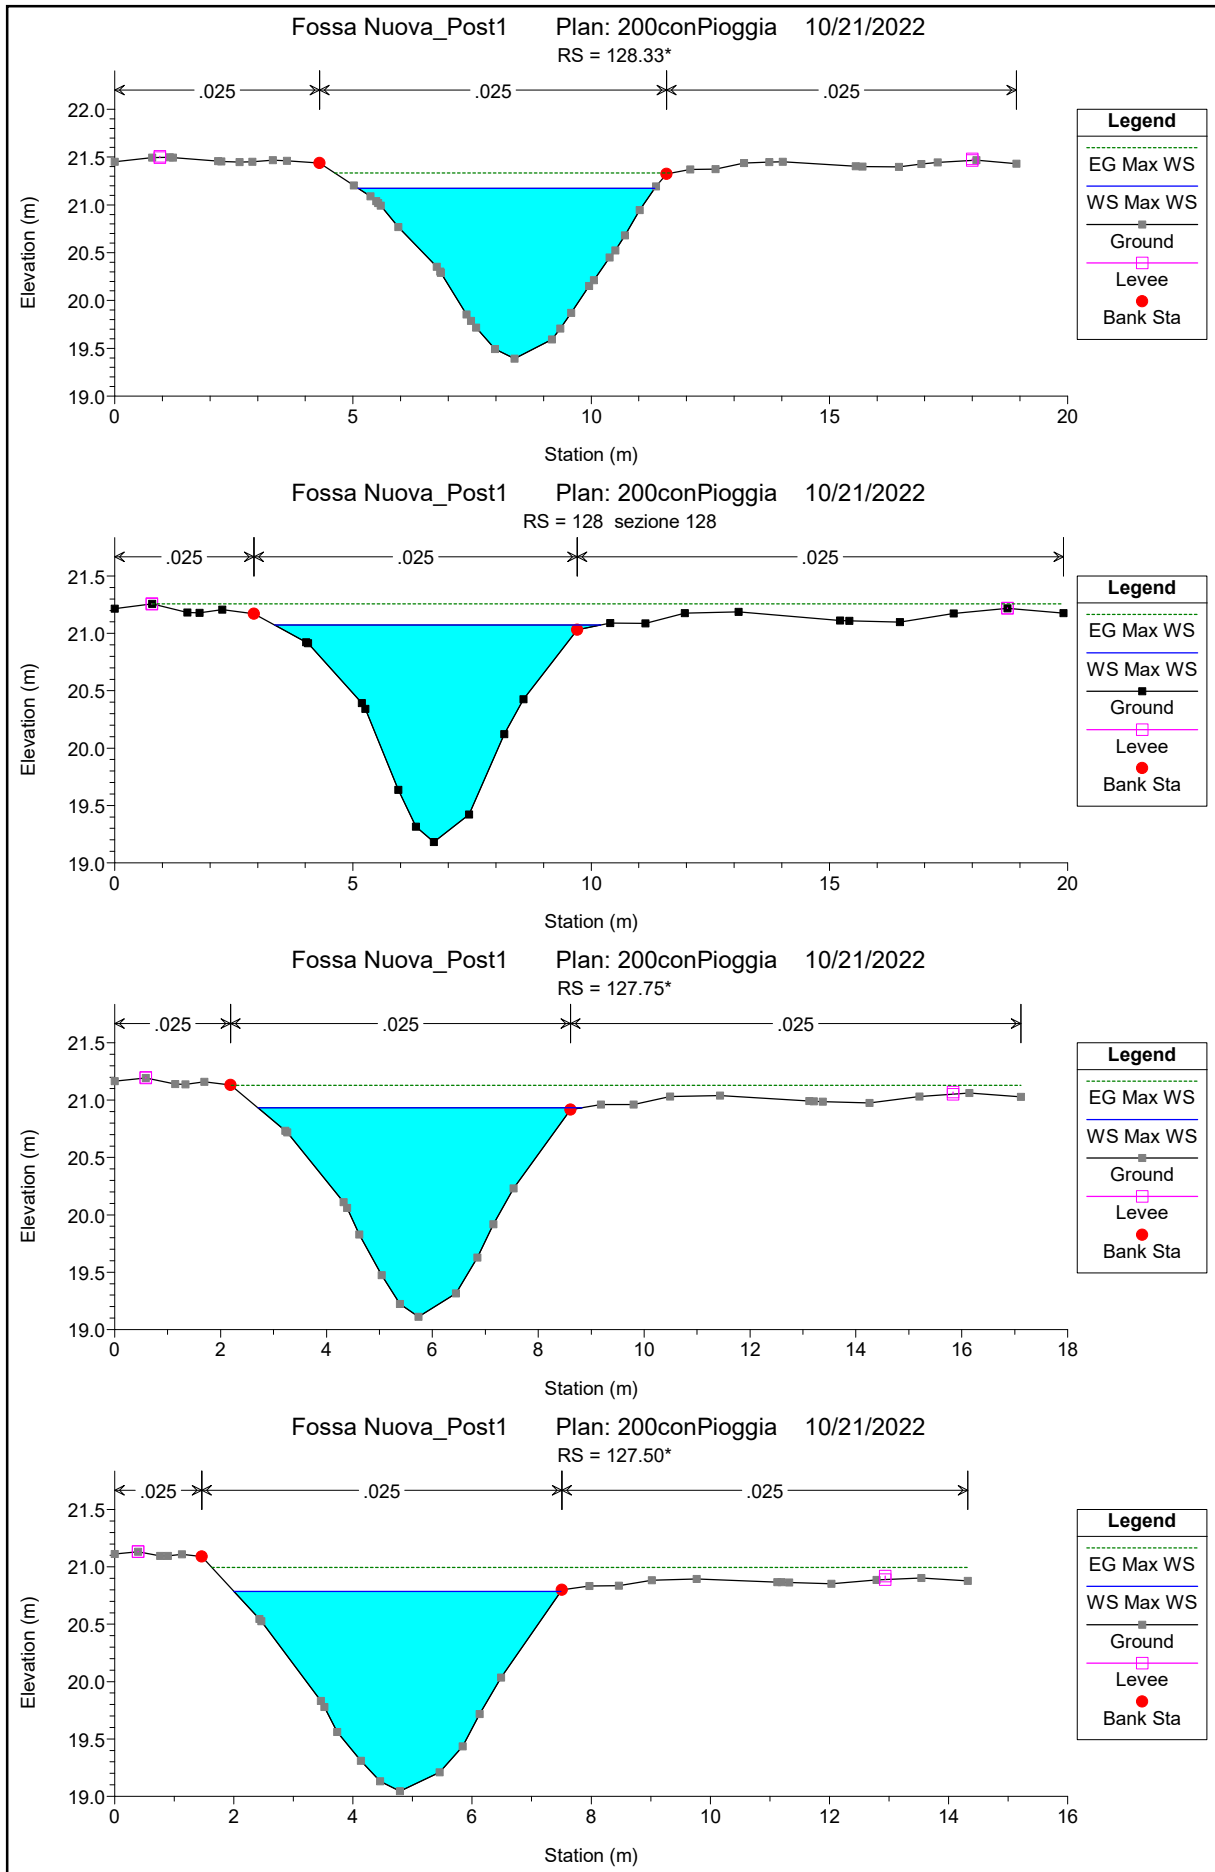 Fossa Nuova_Post1 Plan: 200conPioggia 10/21/2022
RS = 128.33*
.025 .025 .025
22.0
21.5
21.0
20.5
20.0
19.5
19.0
Elevation (m)
0 5 10 15 20
Station (m)
Legend
EG Max WS
WS Max WS
Ground
Levee
Bank Sta
Fossa Nuova_Post1 Plan: 200conPioggia 10/21/2022
RS = 128 sezione 128
.025 .025 .025
21.5
21.0
20.5
20.0
19.5
19.0
Elevation (m)
0 5 10 15 20
Station (m)
Legend
EG Max WS
WS Max WS
Ground
Levee
Bank Sta
Fossa Nuova_Post1 Plan: 200conPioggia 10/21/2022
RS = 127.75*
.025 .025 .025
21.5
21.0
20.5
20.0
19.5
19.0
Elevation (m)
0 2 4 6 8 10 12 14 16 18
Station (m)
Legend
EG Max WS
WS Max WS
Ground
Levee
Bank Sta
Fossa Nuova_Post1 Plan: 200conPioggia 10/21/2022
RS = 127.50*
.025 .025 .025
21.5
21.0
20.5
20.0
19.5
19.0
Elevation (m)
0 2 4 6 8 10 12 14 16
Station (m)
Legend
EG Max WS
WS Max WS
Ground
Levee
Bank Sta